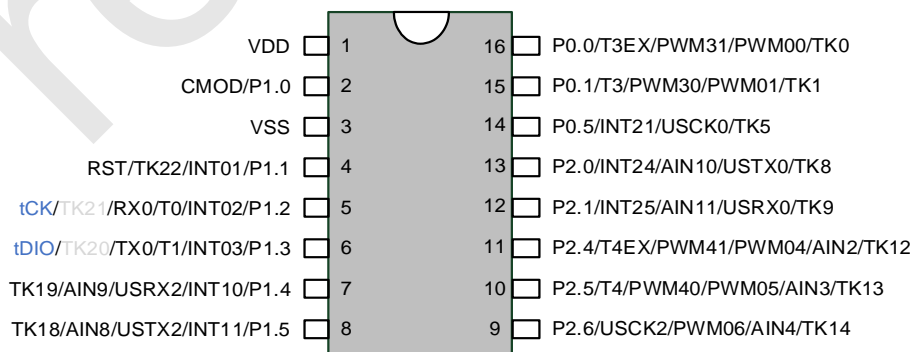 VDD 1 16 P0.0/T3EX/PWM31/PWM00/TK0
CMOD/P1.0 2 15 P0.1/T3/PWM30/PWM01/TK1
VSS 3 14 P0.5/INT21/USCK0/TK5
RST/TK22/INT01/P1.1 4 13 P2.0/INT24/AIN10/USTX0/TK8
tCK/TK21/RX0/T0/INT02/P1.2 5 12 P2.1/INT25/AIN11/USRX0/TK9
tDIO/TK20/TX0/T1/INT03/P1.3 6 11 P2.4/T4EX/PWM41/PWM04/AIN2/TK12
TK19/AIN9/USRX2/INT10/P1.4 7 10 P2.5/T4/PWM40/PWM05/AIN3/TK13
TK18/AIN8/USTX2/INT11/P1.5 8 9 P2.6/USCK2/PWM06/AIN4/TK14